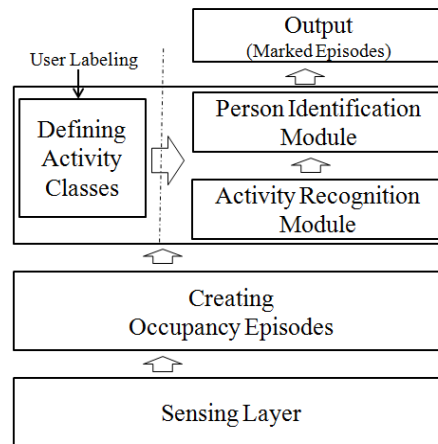 Output
(Marked Episodes)
User Labeling
Defining
Activity
Classes
Person Identification
Module
Activity Recognition
Module
Creating
Occupancy Episodes
Sensing Layer